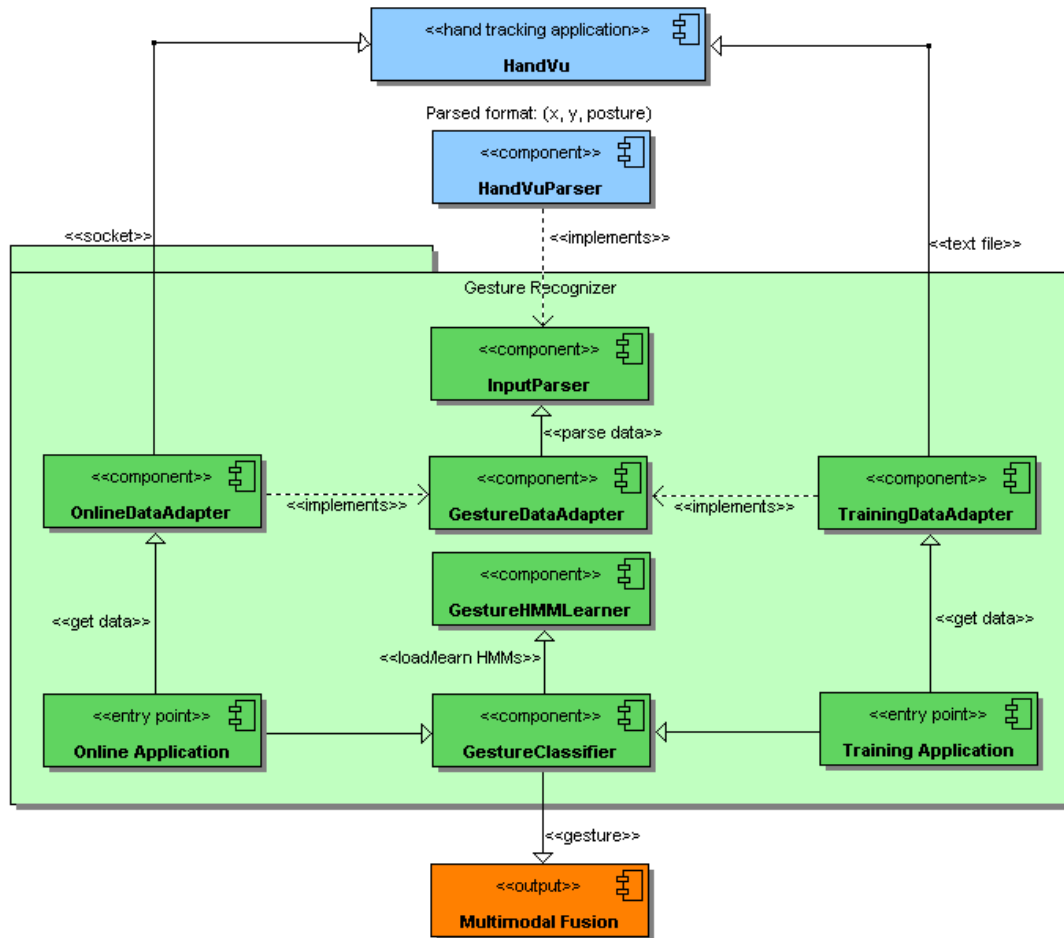 <<hand tracking application>>
HandVu
Parsed format: (x, y, posture)
<<component>>
HandVuParser
<<socket>>
<<implements>>
<<text file>>
Gesture Recognizer
<<component>>
InputParser
<<parse data>>
<<component>>
OnlineDataAdapter
<<implements>>
<<component>>
GestureDataAdapter
<<implements>>
<<component>>
TrainingDataAdapter
<<component>>
GestureHMMLearner
<<get data>>
<<load/learn HMMs>>
<<get data>>
<<entry point>>
Online Application
<<component>>
GestureClassifier
<<entry point>>
Training Application
<<gesture>>
<<output>>
Multimodal Fusion